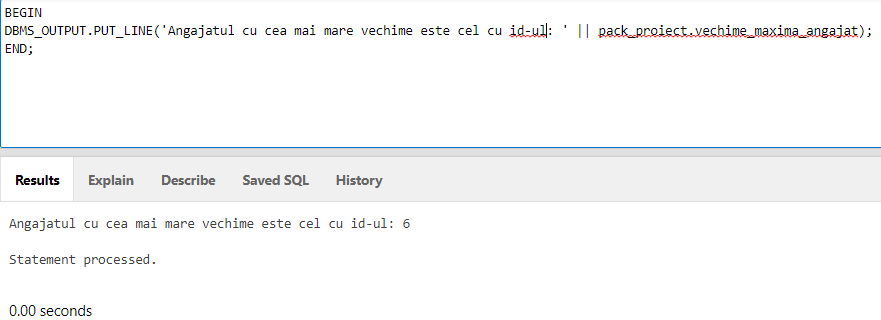 BEGIN
DBMS_OUTPUT.PUT_LINE('Angajatul cu cea mai mare vechime este cel cu id-ul: ' || pack_proiect.vechime_maxima_angajat);
END;
Results Explain Describe Saved SQL History
Angajatul cu cea mai mare vechime este cel cu id-ul: 6
Statement processed.
0.00 seconds